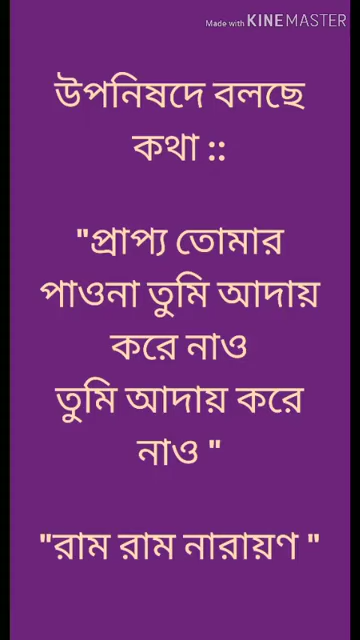 Made with KINEMASTER
উপনিষদে বলছে
কথা ::
"প্রাপ্য তোমার
পাওনা তুমি আদায়
করে নাও
তুমি আদায় করে
নাও "
"রাম রাম নারায়ণ "